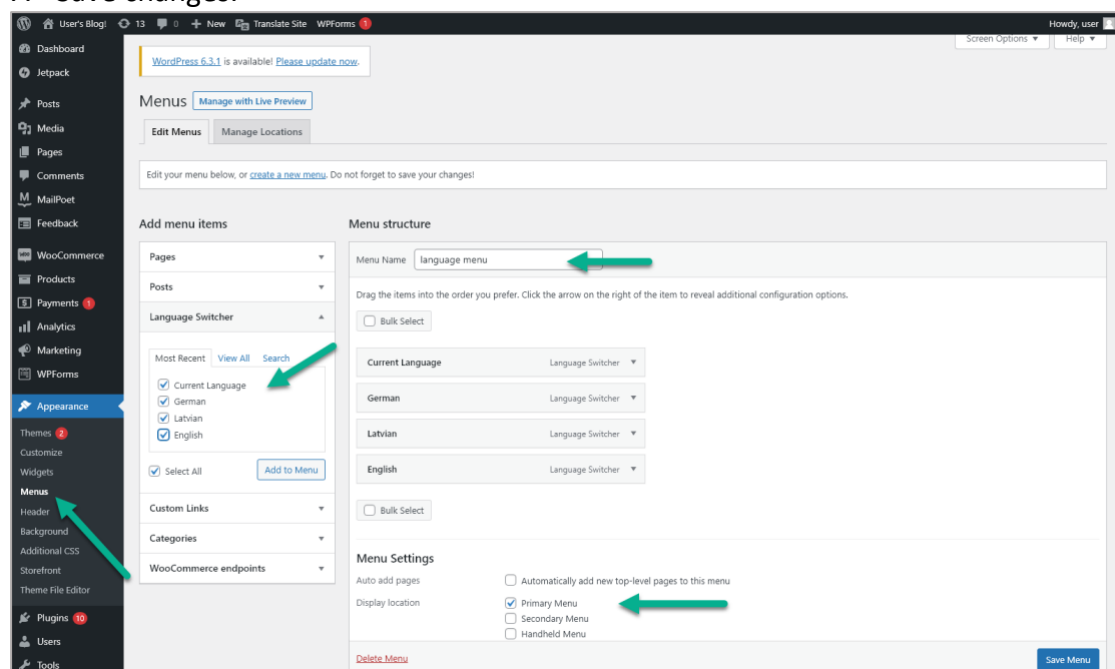 User's Blog! 13 0 + New Translate Site WPForms 1 Howdy, user
Screen Options ▼ Help ▼
Dashboard
Jetpack
Posts
Media
Pages
Comments
MailPoet
Feedback
WooCommerce
Products
Payments 1
Analytics
Marketing
WPForms
Appearance
Themes 2
Customize
Widgets
Menus
Header
Background
Additional CSS
Storefront
Theme File Editor
Plugins 10
Users
Tools
WordPress 6.3.1 is available! Please update now.
Menus Manage with Live Preview
Edit Menus Manage Locations
Edit your menu below, or create a new menu. Do not forget to save your changes!
Add menu items
Pages
Posts
Language Switcher
Most Recent View All Search
Current Language
German
Latvian
English
Select All Add to Menu
Custom Links
Categories
WooCommerce endpoints
Menu structure
Menu Name language menu
Drag the items into the order you prefer. Click the arrow on the right of the item to reveal additional configuration options.
Bulk Select
Current Language Language Switcher
German Language Switcher
Latvian Language Switcher
English Language Switcher
Bulk Select
Menu Settings
Auto add pages Automatically add new top-level pages to this menu
Display location Primary Menu
Secondary Menu
Handheld Menu
Delete Menu Save Menu